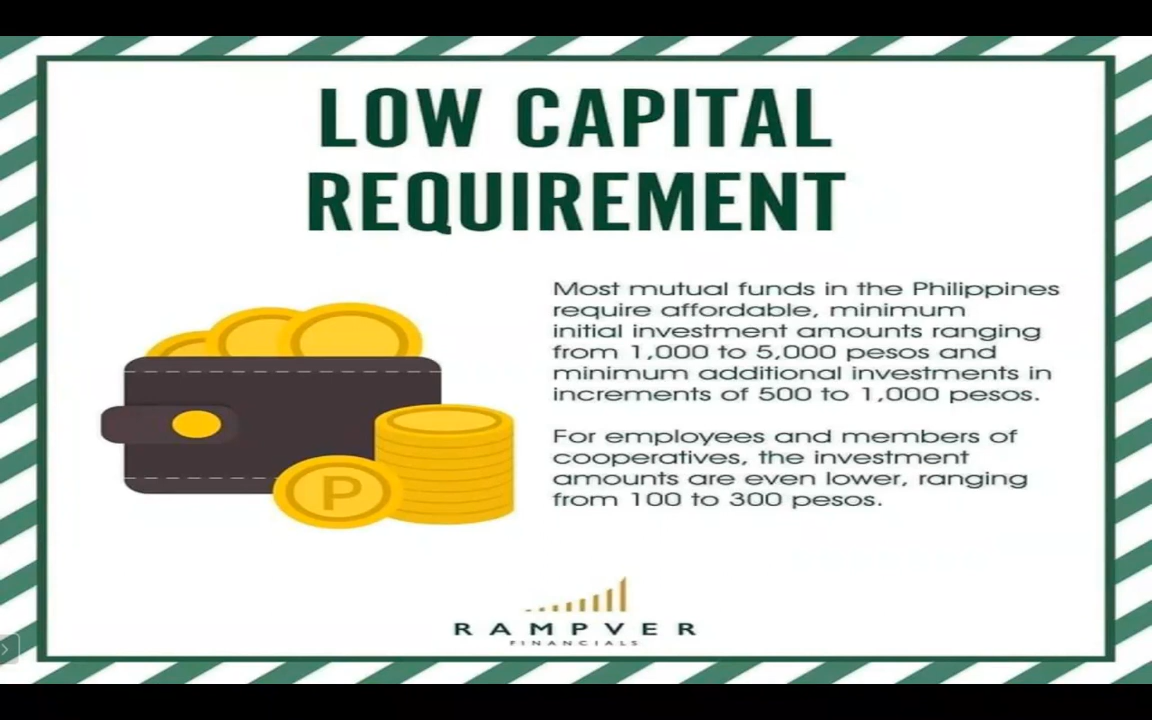 LOW CAPITAL
REQUIREMENT
Most mutual funds in the Philippines
require affordable, minimum
initial investment amounts ranging
from 1,000 to 5,000 pesos and
minimum additional investments in
increments of 500 to 1,000 pesos.
For employees and members of
cooperatives, the investment
amounts are even lower, ranging
from 100 to 300 pesos.
P
RAMPVER
FINANCIALS